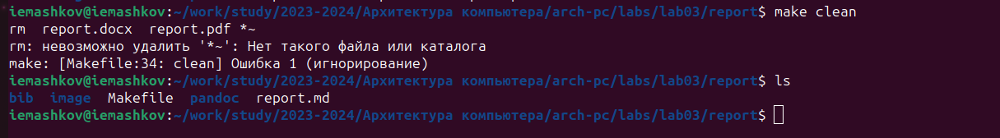 iemashkov@iemashkov:~/work/study/2023-2024/Архитектура компьютера/arch-pc/labs/lab03/report$ make clean
rm  report.docx  report.pdf *~
rm: невозможно удалить '*~': Нет такого файла или каталога
make: [Makefile:34: clean] Ошибка 1 (игнорирование)
iemashkov@iemashkov:~/work/study/2023-2024/Архитектура компьютера/arch-pc/labs/lab03/report$ ls
bib  image  Makefile  pandoc  report.md
iemashkov@iemashkov:~/work/study/2023-2024/Архитектура компьютера/arch-pc/labs/lab03/report$